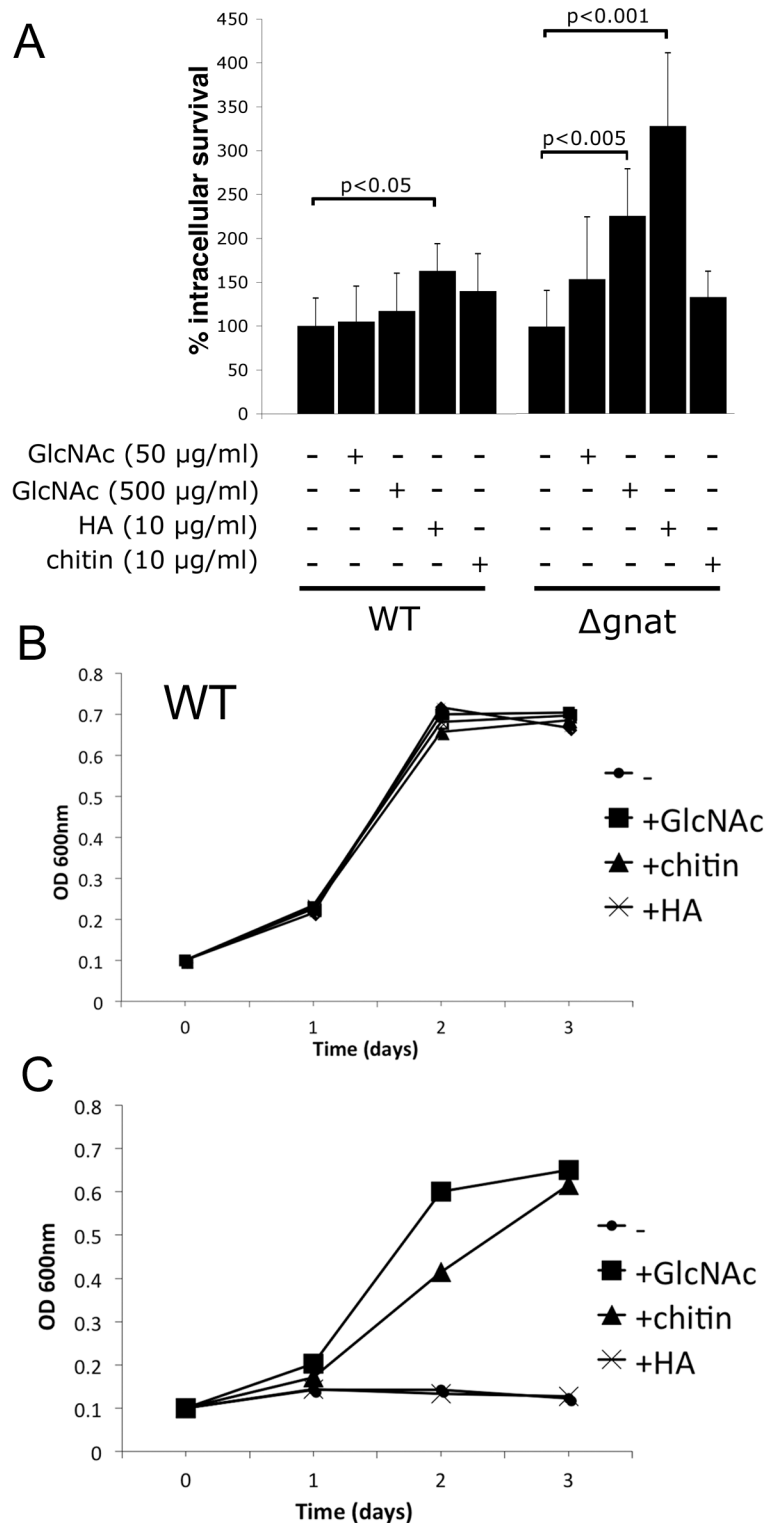 A
% intracellular survival
450
400
350
300
250
200
150
100
50
0
p<0.05
p<0.005
p<0.001
GlcNAc (50 µg/ml) - + - - - - + - - -
GlcNAc (500 µg/ml) - - + - - - - + - -
HA (10 µg/ml) - - - + - - - - + -
chitin (10 µg/ml) - - - - + - - - - +
WT Δgnat
B
WT
OD 600nm
0.8
0.7
0.6
0.5
0.4
0.3
0.2
0.1
0
0 1 2 3
Time (days)
-
+GlcNAc
+chitin
+HA
C
OD 600nm
0.8
0.7
0.6
0.5
0.4
0.3
0.2
0.1
0
0 1 2 3
Time (days)
-
+GlcNAc
+chitin
+HA